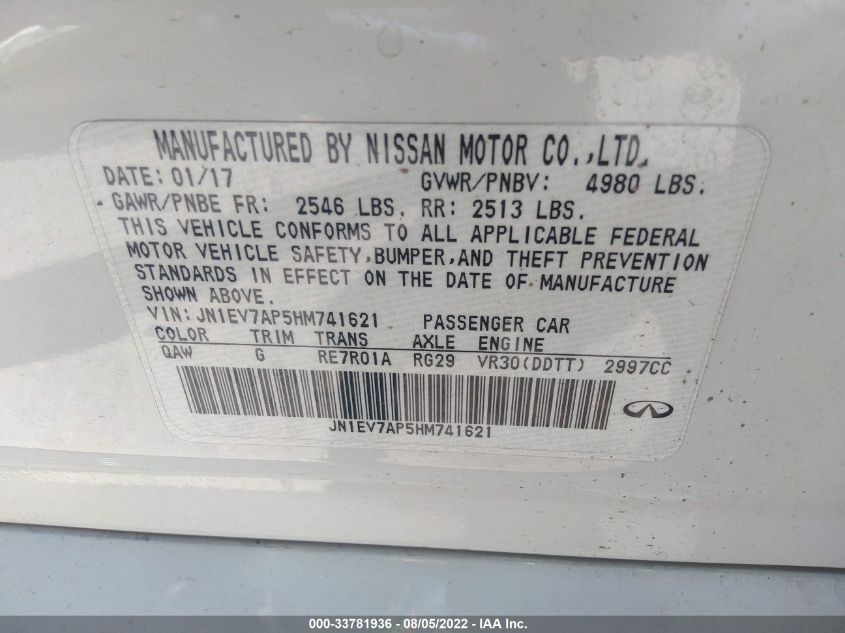 MANUFACTURED BY NISSAN MOTOR CO.,LTD.
DATE: 01/17 GVWR/PNBV: 4980 LBS.
GAWR/PNBE FR: 2546 LBS. RR: 2513 LBS.
THIS VEHICLE CONFORMS TO ALL APPLICABLE FEDERAL
MOTOR VEHICLE SAFETY,BUMPER,AND THEFT PREVENTION
STANDARDS IN EFFECT ON THE DATE OF MANUFACTURE
SHOWN ABOVE.
VIN: JN1EV7AP5HM741621 PASSENGER CAR
COLOR TRIM TRANS AXLE ENGINE
QAW G RE7R01A RG29 VR30(DDTT) 2997CC
JN1EV7AP5HM741621
000-33781936 - 08/05/2022 - IAA Inc.